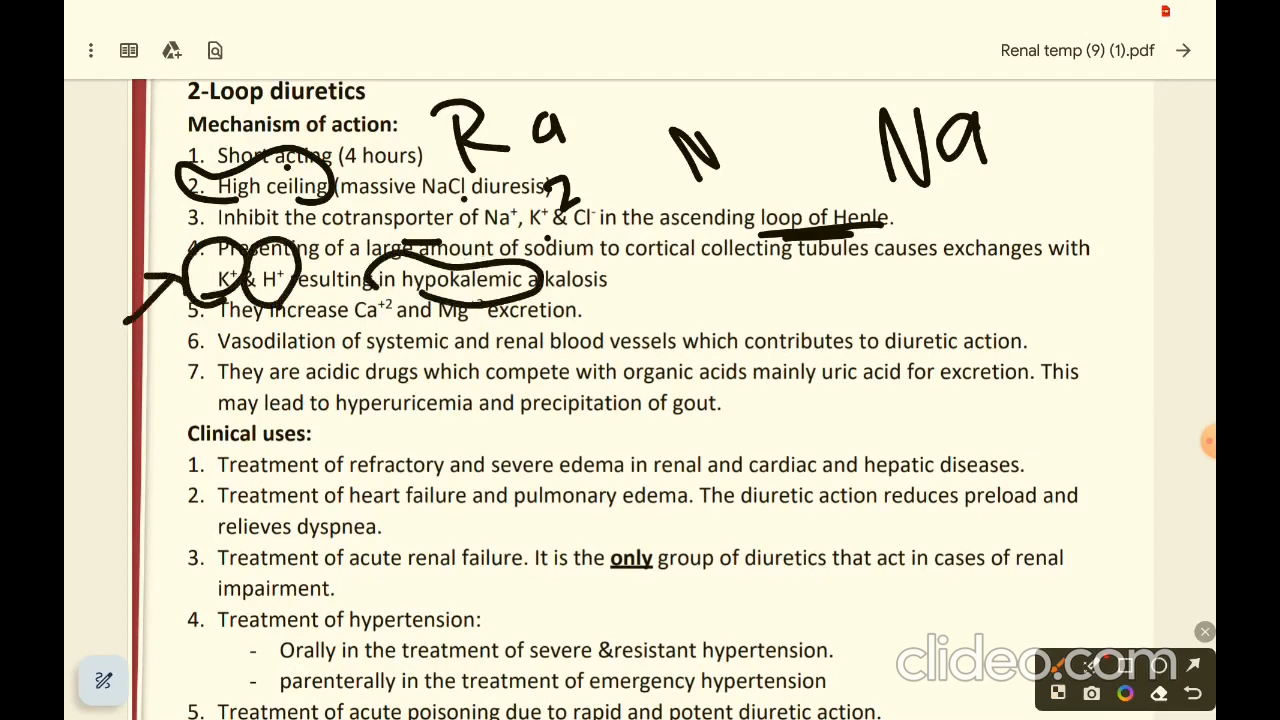 Renal temp (9) (1).pdf
2-Loop diuretics
Mechanism of action:
R a N Na
1. Short acting (4 hours)
2. High ceiling (massive NaCl diuresis)
2
3. Inhibit the cotransporter of Na⁺, K⁺ & Cl⁻ in the ascending loop of Henle.
4. Presenting of a large amount of sodium to cortical collecting tubules causes exchanges with
K⁺ & H⁺ resulting in hypokalemic alkalosis
5. They increase Ca⁺² and Mg⁺² excretion.
6. Vasodilation of systemic and renal blood vessels which contributes to diuretic action.
7. They are acidic drugs which compete with organic acids mainly uric acid for excretion. This
may lead to hyperuricemia and precipitation of gout.
Clinical uses:
1. Treatment of refractory and severe edema in renal and cardiac and hepatic diseases.
2. Treatment of heart failure and pulmonary edema. The diuretic action reduces preload and
relieves dyspnea.
3. Treatment of acute renal failure. It is the only group of diuretics that act in cases of renal
impairment.
4. Treatment of hypertension:
- Orally in the treatment of severe &resistant hypertension.
- parenterally in the treatment of emergency hypertension
5. Treatment of acute poisoning due to rapid and potent diuretic action.
clideo.com